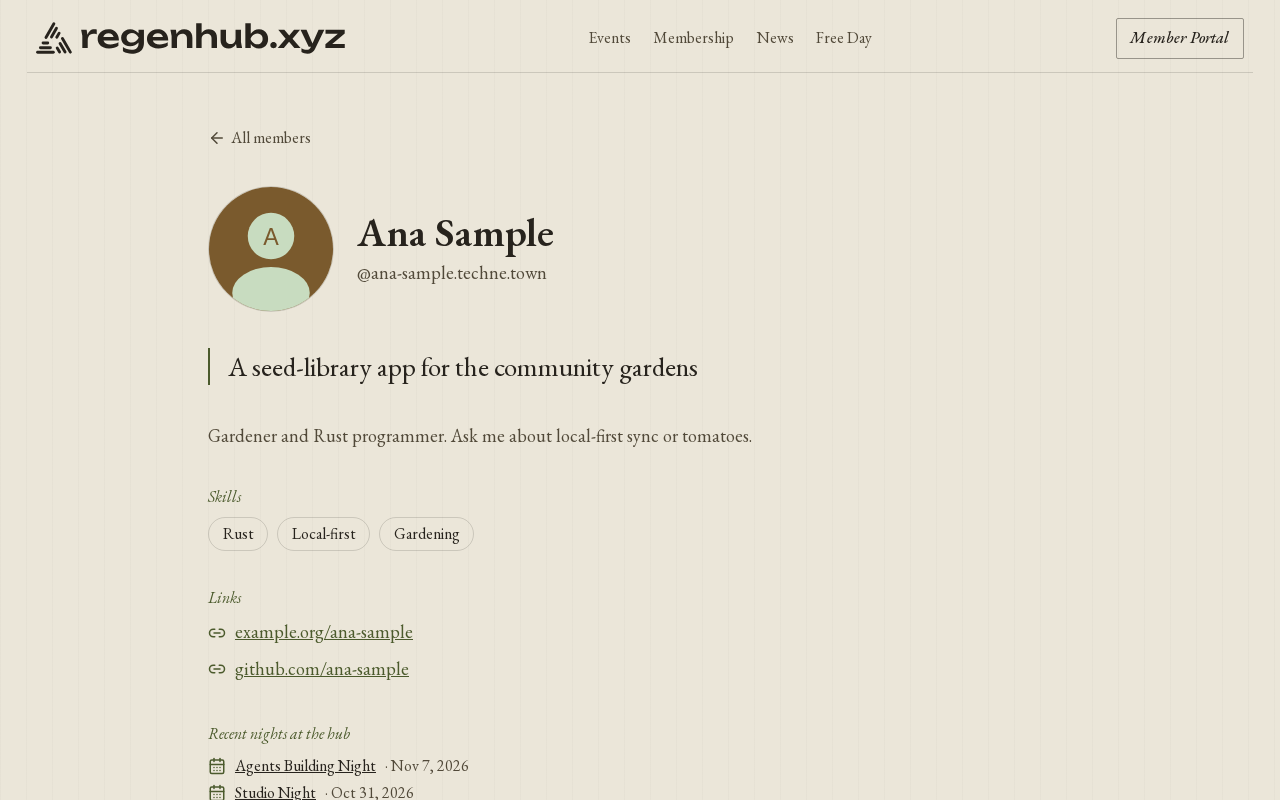 regenhub.xyz
Events Membership News Free Day
Member Portal
All members
A
Ana Sample
@ana-sample.techne.town
A seed-library app for the community gardens
Gardener and Rust programmer. Ask me about local-first sync or tomatoes.
Skills
Rust Local-first Gardening
Links
example.org/ana-sample
github.com/ana-sample
Recent nights at the hub
Agents Building Night · Nov 7, 2026
Studio Night · Oct 31, 2026